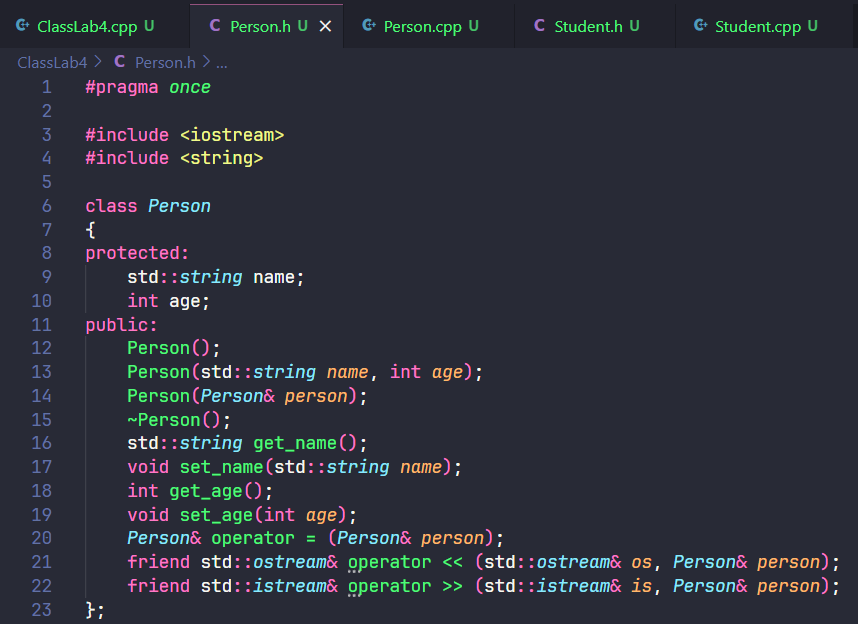 ClassLab4.cpp U C Person.h U × Person.cpp U C Student.h U Student.cpp U
ClassLab4 > C Person.h > ...
1 #pragma once
2
3 #include <iostream>
4 #include <string>
5
6 class Person
7 {
8 protected:
9     std::string name;
10     int age;
11 public:
12     Person();
13     Person(std::string name, int age);
14     Person(Person& person);
15     ~Person();
16     std::string get_name();
17     void set_name(std::string name);
18     int get_age();
19     void set_age(int age);
20     Person& operator = (Person& person);
21     friend std::ostream& operator << (std::ostream& os, Person& person);
22     friend std::istream& operator >> (std::istream& is, Person& person);
23 };